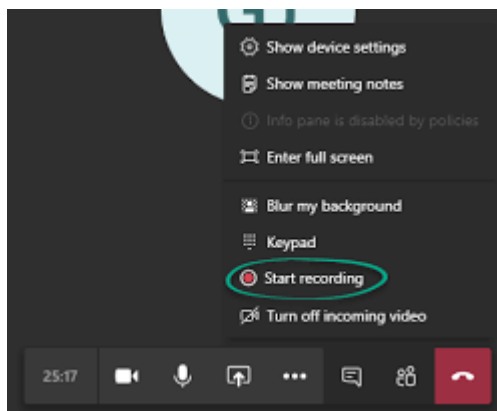 Show device settings
Show meeting notes
Info pane is disabled by policies
Enter full screen
Blur my background
Keypad
Start recording
Turn off incoming video
25:17